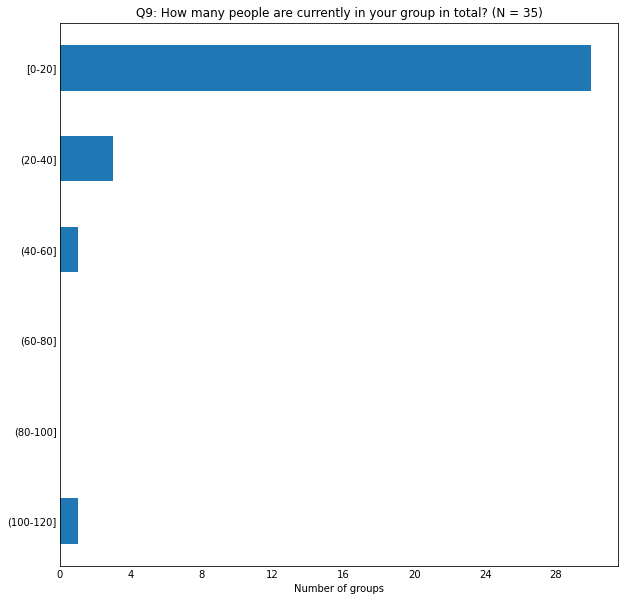 Q9: How many people are currently in your group in total? (N = 35)
[0-20]
(20-40]
(40-60]
(60-80]
(80-100]
(100-120]
0 4 8 12 16 20 24 28
Number of groups